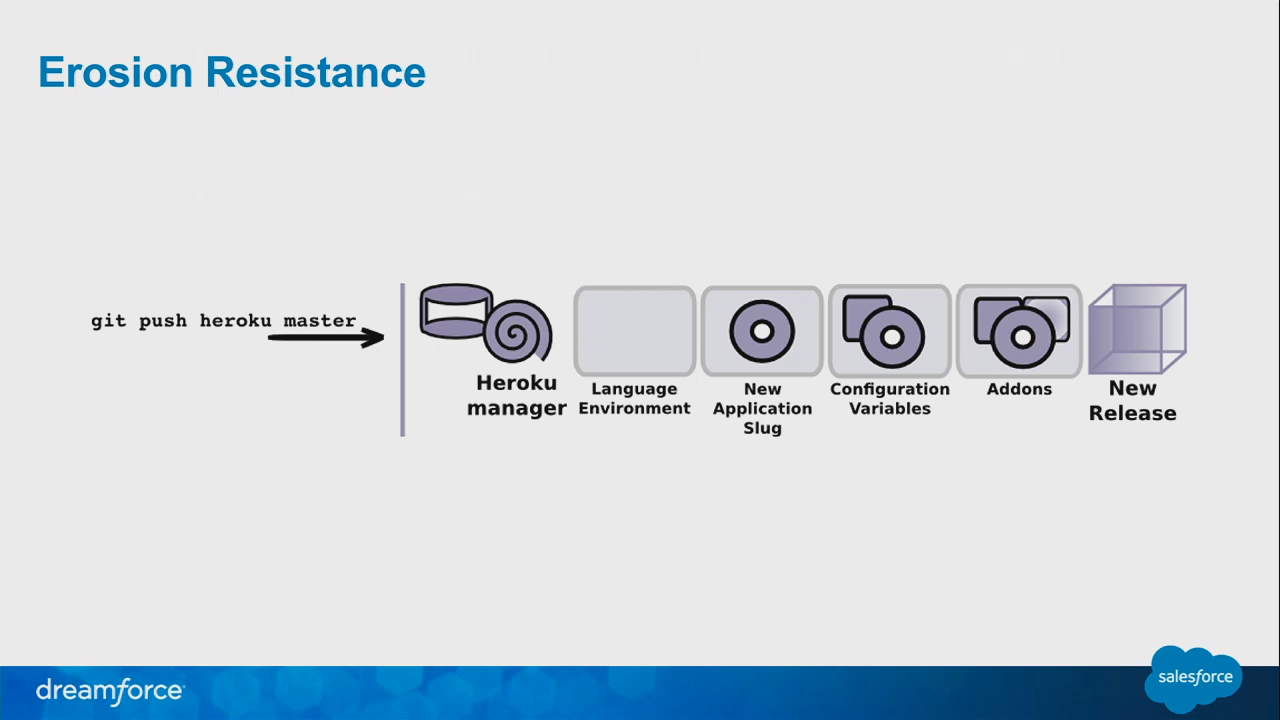 Erosion Resistance
git push heroku master
Heroku
manager
Language
Environment
New
Application
Slug
Configuration
Variables
Addons
New
Release
dreamforce
salesforce